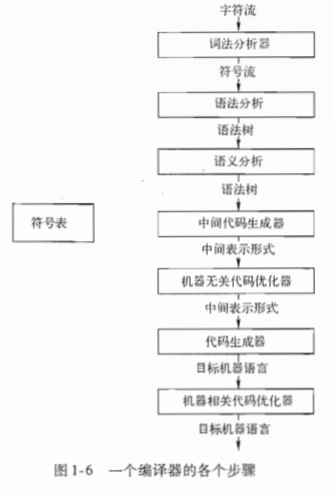 字符流
词法分析器
符号流
语法分析
语法树
语义分析
语法树
符号表
中间代码生成器
中间表示形式
机器无关代码优化器
中间表示形式
代码生成器
目标机器语言
机器相关代码优化器
目标机器语言
图1-6 一个编译器的各个步骤